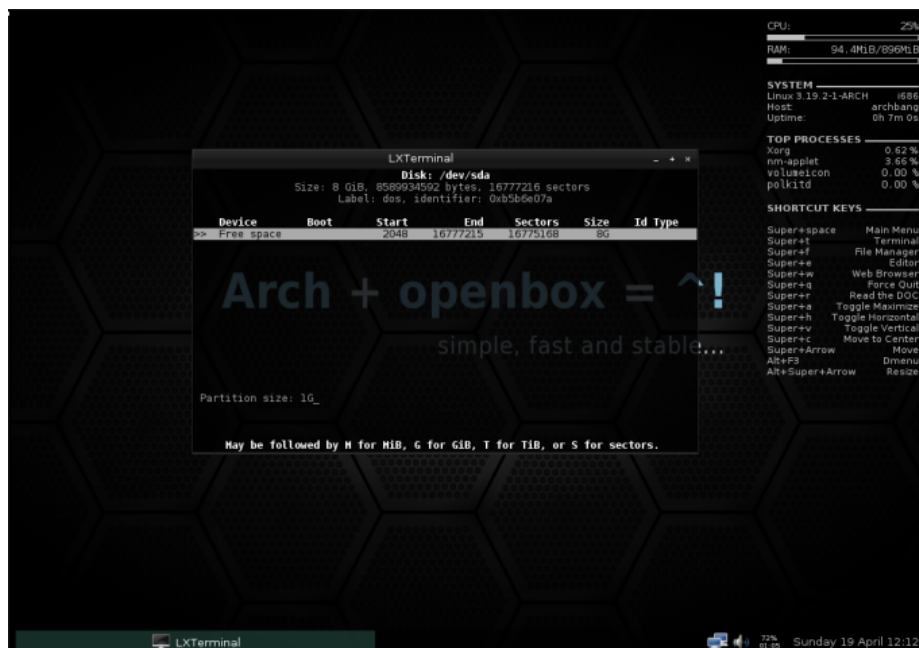 LXTerminal
Disk: /dev/sda
Size: 8 GiB, 8589934592 bytes, 16777216 sectors
Label: dos, identifier: 0xb5b6e07a
Device Boot Start End Sectors Size Id Type
>> Free space 2048 16777215 16775168 8G
Arch + openbox = ^!
simple, fast and stable...
Partition size: 1G_
May be followed by M for MiB, G for GiB, T for TiB, or S for sectors.
CPU: 25%
RAM: 94.4MiB/896MiB
SYSTEM
Linux 3.19.2-1-ARCH i686
Host: archbang
Uptime: 0h 7m 0s
TOP PROCESSES
Xorg 0.62 %
nm-applet 3.66 %
volumeicon 0.00 %
polkitd 0.00 %
SHORTCUT KEYS
Super+space Main Menu
Super+t Terminal
Super+f File Manager
Super+e Editor
Super+w Web Browser
Super+q Force Quit
Super+r Read the DOC
Super+a Toggle Maximize
Super+h Toggle Horizontal
Super+v Toggle Vertical
Super+c Move to Center
Super+Arrow Move
Alt+F3 Dmenu
Alt+Super+Arrow Resize
LXTerminal
72%
01:05
Sunday 19 April 12:12